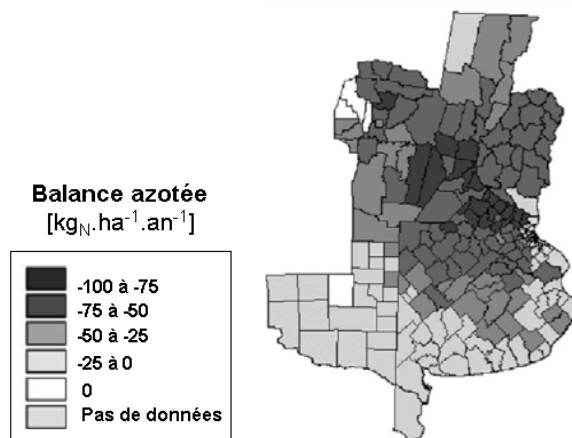 Balance azotée
[kgN.ha-1.an-1]
-100 à -75
-75 à -50
-50 à -25
-25 à 0
0
Pas de données